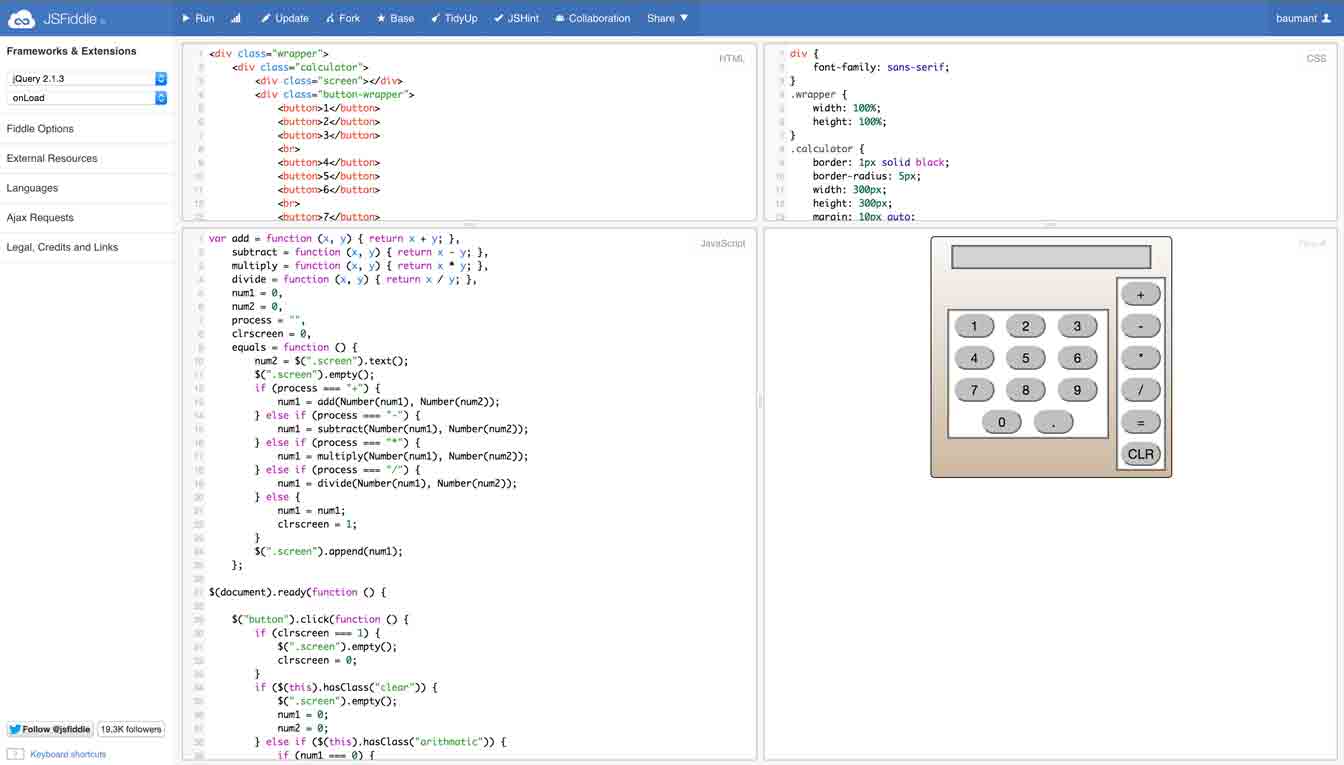 JSFiddle
Run
Update
Fork
Base
TidyUp
JSHint
Collaboration
Share ▼
baumant
Frameworks & Extensions
jQuery 2.1.3
onLoad
Fiddle Options
External Resources
Languages
Ajax Requests
Legal, Credits and Links
Follow @jsfiddle
19.3K followers
? Keyboard shortcuts
HTML
1 <div class="wrapper">
2 <div class="calculator">
3 <div class="screen"></div>
4 <div class="button-wrapper">
5 <button>1</button>
6 <button>2</button>
7 <button>3</button>
8 <br>
9 <button>4</button>
10 <button>5</button>
11 <button>6</button>
12 <br>
13 <button>7</button>
CSS
1 div {
2 font-family: sans-serif;
3 }
4 .wrapper {
5 width: 100%;
6 height: 100%;
7 }
8 .calculator {
9 border: 1px solid black;
10 border-radius: 5px;
11 width: 300px;
12 height: 300px;
13 margin: 10px auto;
JavaScript
1 var add = function (x, y) { return x + y; },
2 subtract = function (x, y) { return x - y; },
3 multiply = function (x, y) { return x * y; },
4 divide = function (x, y) { return x / y; },
5 num1 = 0,
6 num2 = 0,
7 process = "",
8 clrscreen = 0,
9 equals = function () {
10 num2 = $(".screen").text();
11 $(".screen").empty();
12 if (process === "+") {
13 num1 = add(Number(num1), Number(num2));
14 } else if (process === "-") {
15 num1 = subtract(Number(num1), Number(num2));
16 } else if (process === "*") {
17 num1 = multiply(Number(num1), Number(num2));
18 } else if (process === "/") {
19 num1 = divide(Number(num1), Number(num2));
20 } else {
21 num1 = num1;
22 clrscreen = 1;
23 }
24 $(".screen").append(num1);
25 };
26
27 $(document).ready(function () {
28
29 $("button").click(function () {
30 if (clrscreen === 1) {
31 $(".screen").empty();
32 clrscreen = 0;
33 }
34 if ($(this).hasClass("clear")) {
35 $(".screen").empty();
36 num1 = 0;
37 num2 = 0;
38 } else if ($(this).hasClass("arithmatic")) {
39 if (num1 === 0) {
1 2 3
4 5 6
7 8 9
0 .
+
-
*
/
=
CLR